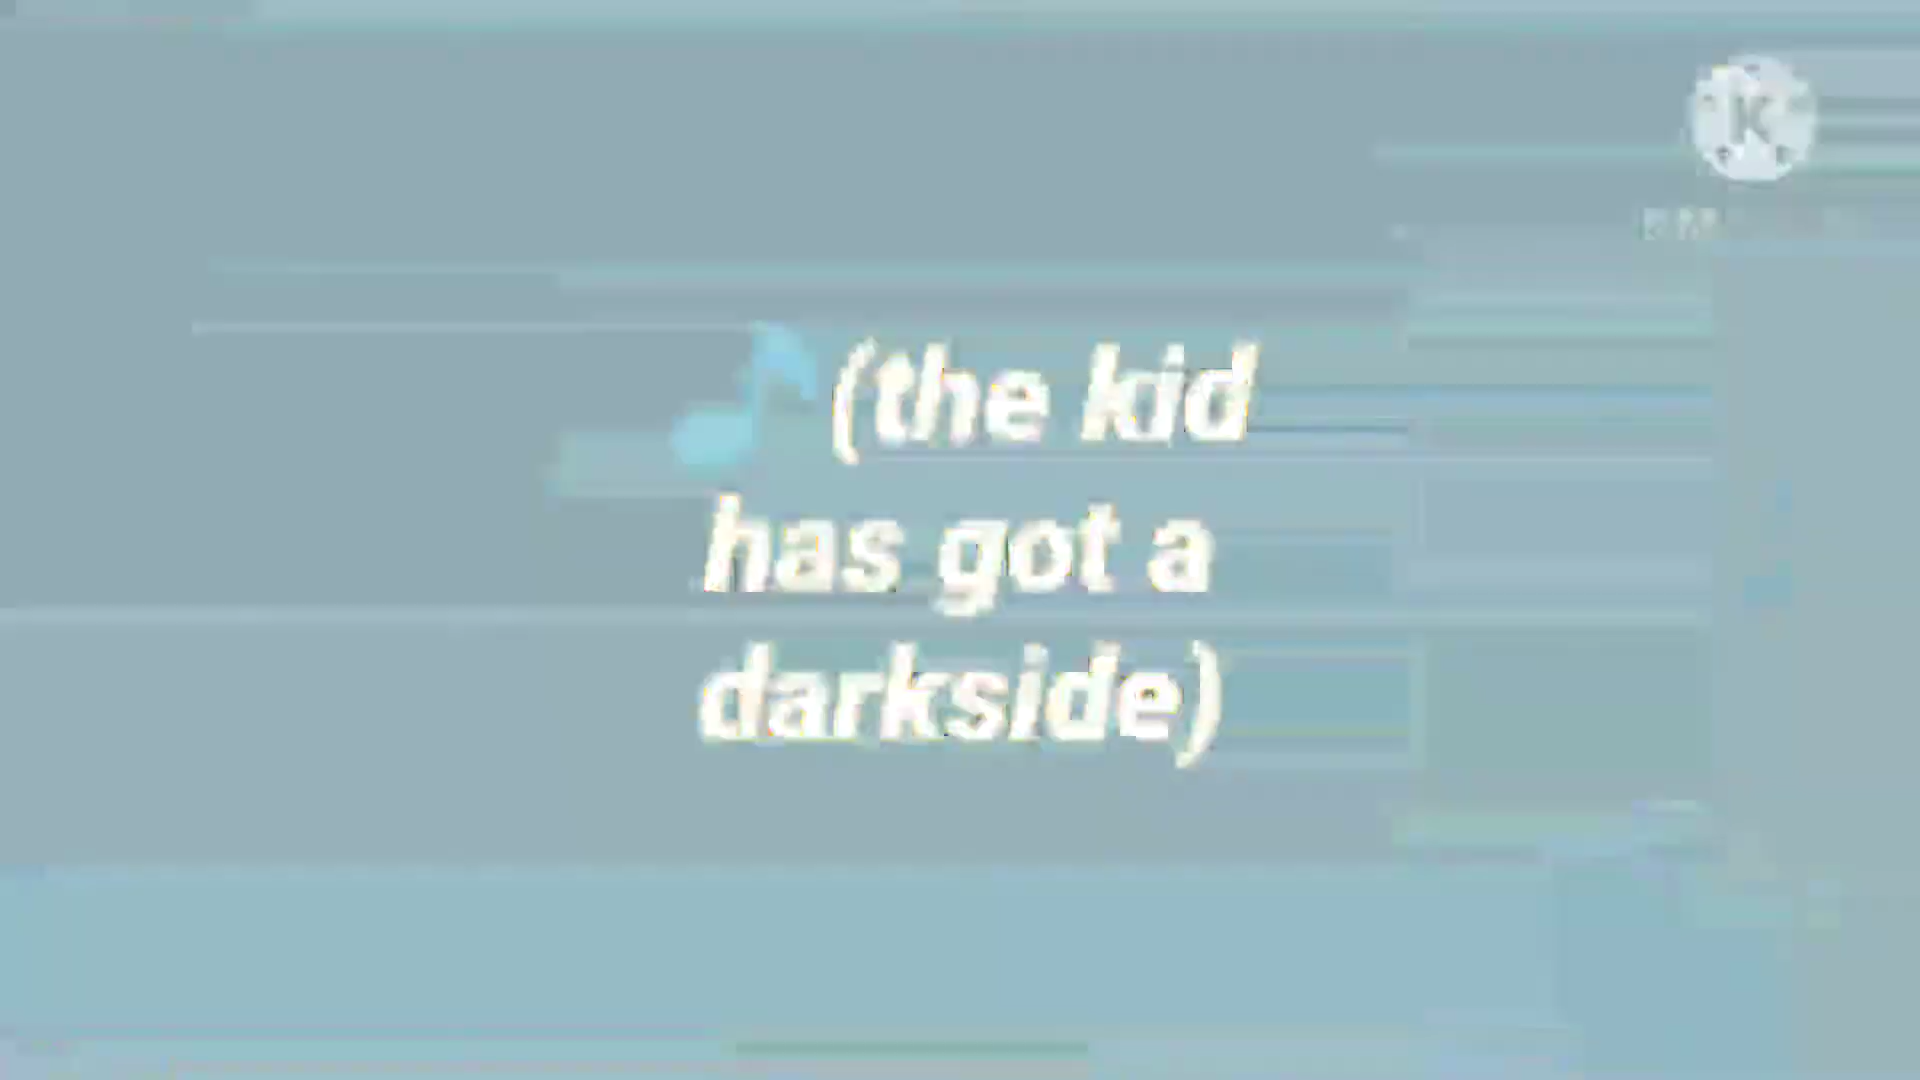 🎵(the kid
has got a
darkside)
K